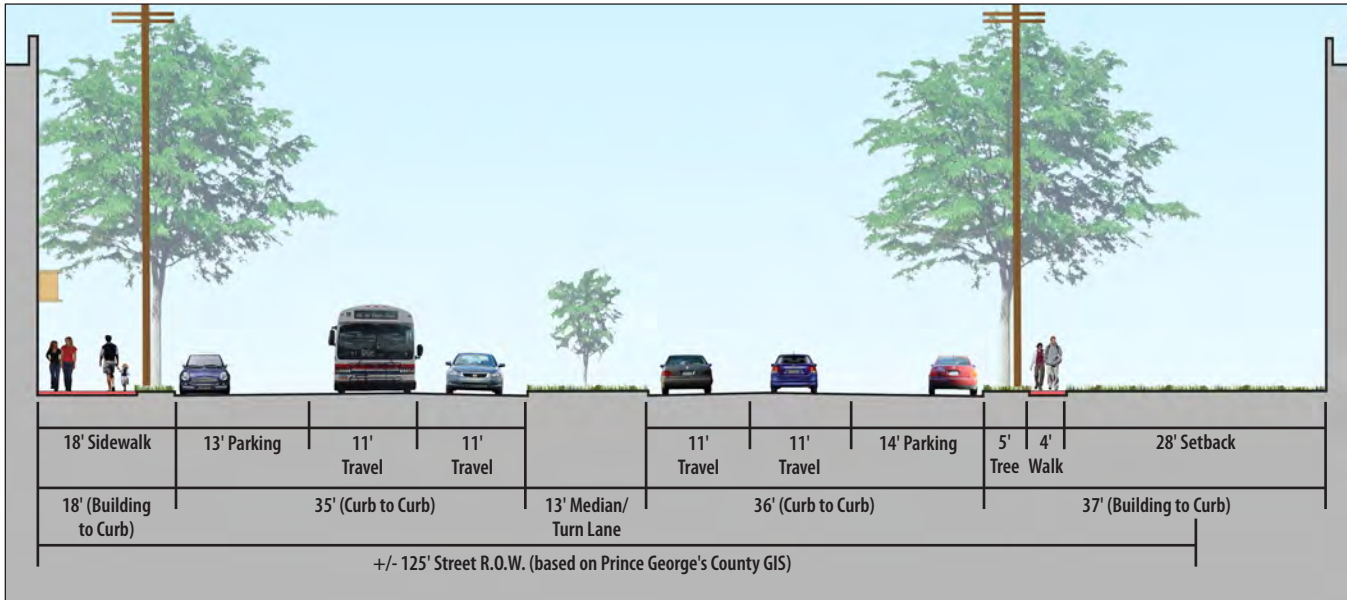 18' Sidewalk
13' Parking
11'
Travel
11'
Travel
11'
Travel
11'
Travel
14' Parking
5'
Tree
4'
Walk
28' Setback
18' (Building
to Curb)
35' (Curb to Curb)
13' Median/
Turn Lane
36' (Curb to Curb)
37' (Building to Curb)
+/- 125' Street R.O.W. (based on Prince George's County GIS)